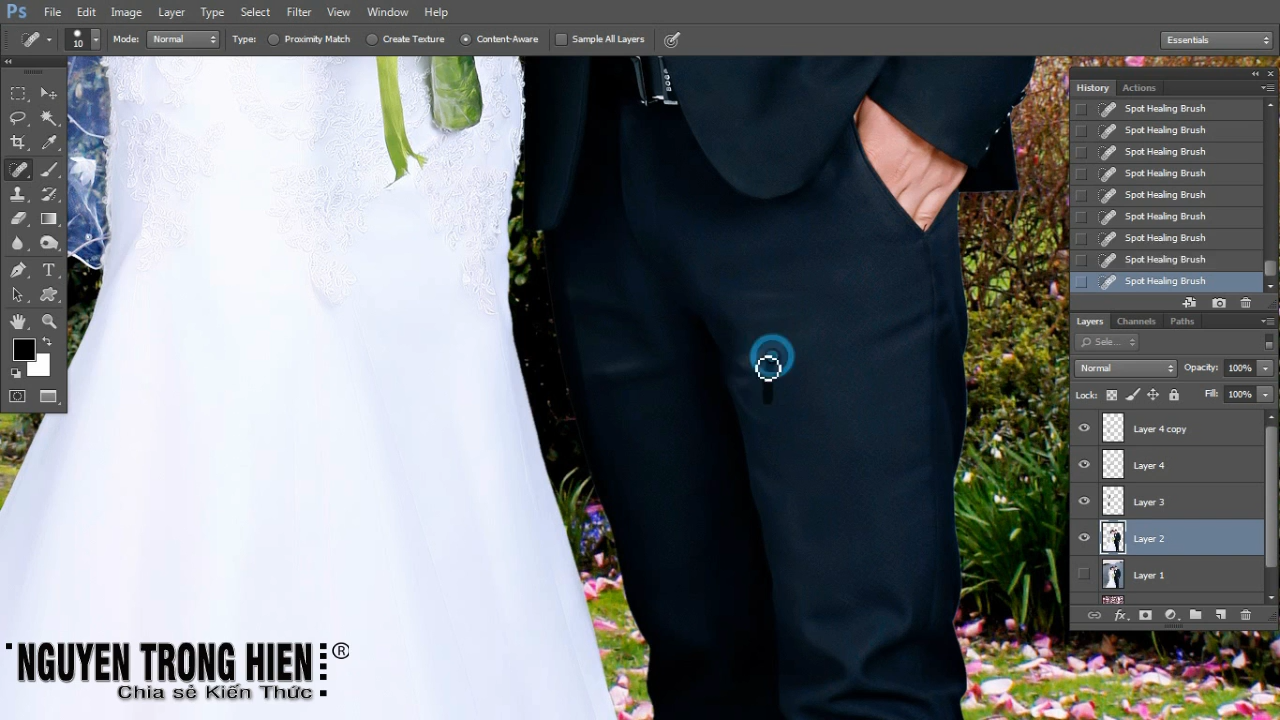 Ps File Edit Image Layer Type Select Filter View Window Help
10 Mode: Normal Type: Proximity Match Create Texture Content-Aware Sample All Layers Essentials
History Actions
Spot Healing Brush
Spot Healing Brush
Spot Healing Brush
Spot Healing Brush
Spot Healing Brush
Spot Healing Brush
Spot Healing Brush
Spot Healing Brush
Spot Healing Brush
Layers Channels Paths
Sele...
Normal Opacity: 100%
Lock: Fill: 100%
Layer 4 copy
Layer 4
Layer 3
Layer 2
Layer 1
fx
NGUYEN TRONG HIEN ®
Chia sẻ Kiến Thức